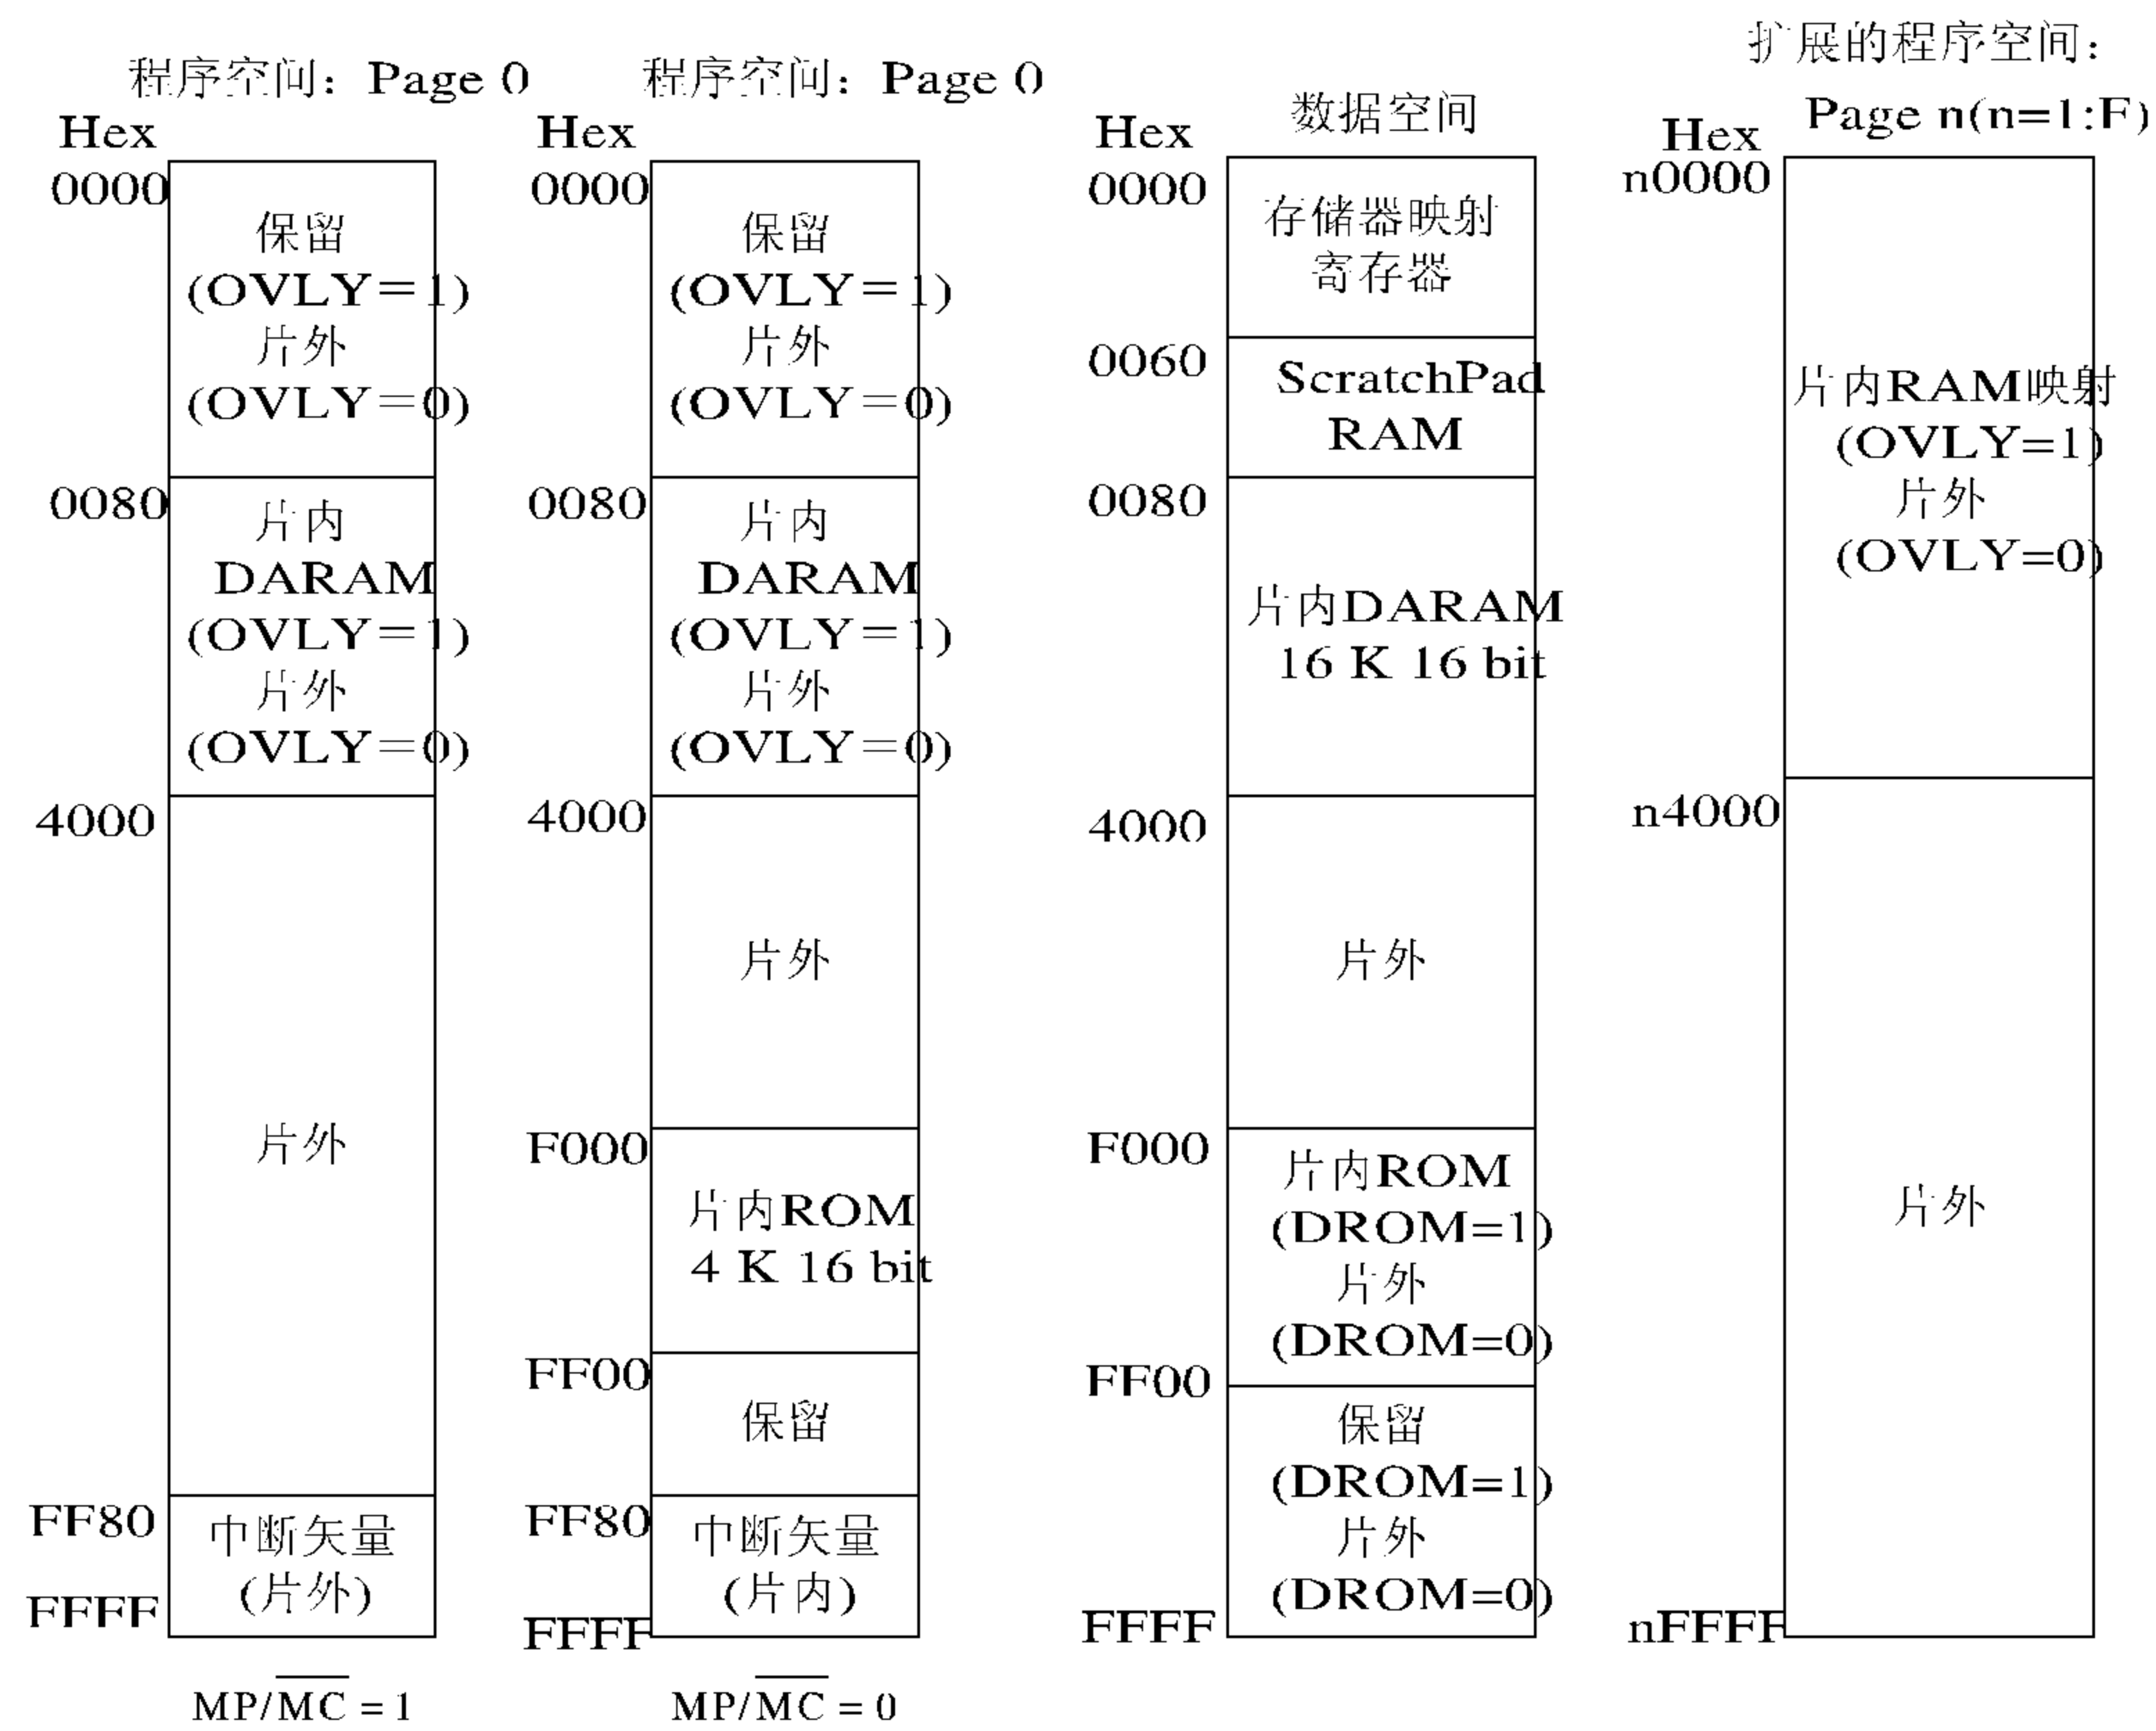 程序空间：Page 0
Hex
0000
保留
(OVLY=1)
片外
(OVLY=0)
0080
片内
DARAM
(OVLY=1)
片外
(OVLY=0)
4000
片外
FF80
中断矢量
(片外)
FFFF
MP/MC = 1
程序空间：Page 0
Hex
0000
保留
(OVLY=1)
片外
(OVLY=0)
0080
片内
DARAM
(OVLY=1)
片外
(OVLY=0)
4000
片外
F000
片内ROM
4 K 16 bit
FF00
保留
FF80
中断矢量
(片内)
FFFF
MP/MC = 0
数据空间
Hex
0000
存储器映射
寄存器
0060
ScratchPad
RAM
0080
片内DARAM
16 K 16 bit
4000
片外
F000
片内ROM
(DROM=1)
片外
(DROM=0)
FF00
保留
(DROM=1)
片外
(DROM=0)
FFFF
扩展的程序空间：
Page n(n=1:F)
Hex
n0000
片内RAM映射
(OVLY=1)
片外
(OVLY=0)
n4000
片外
nFFFF